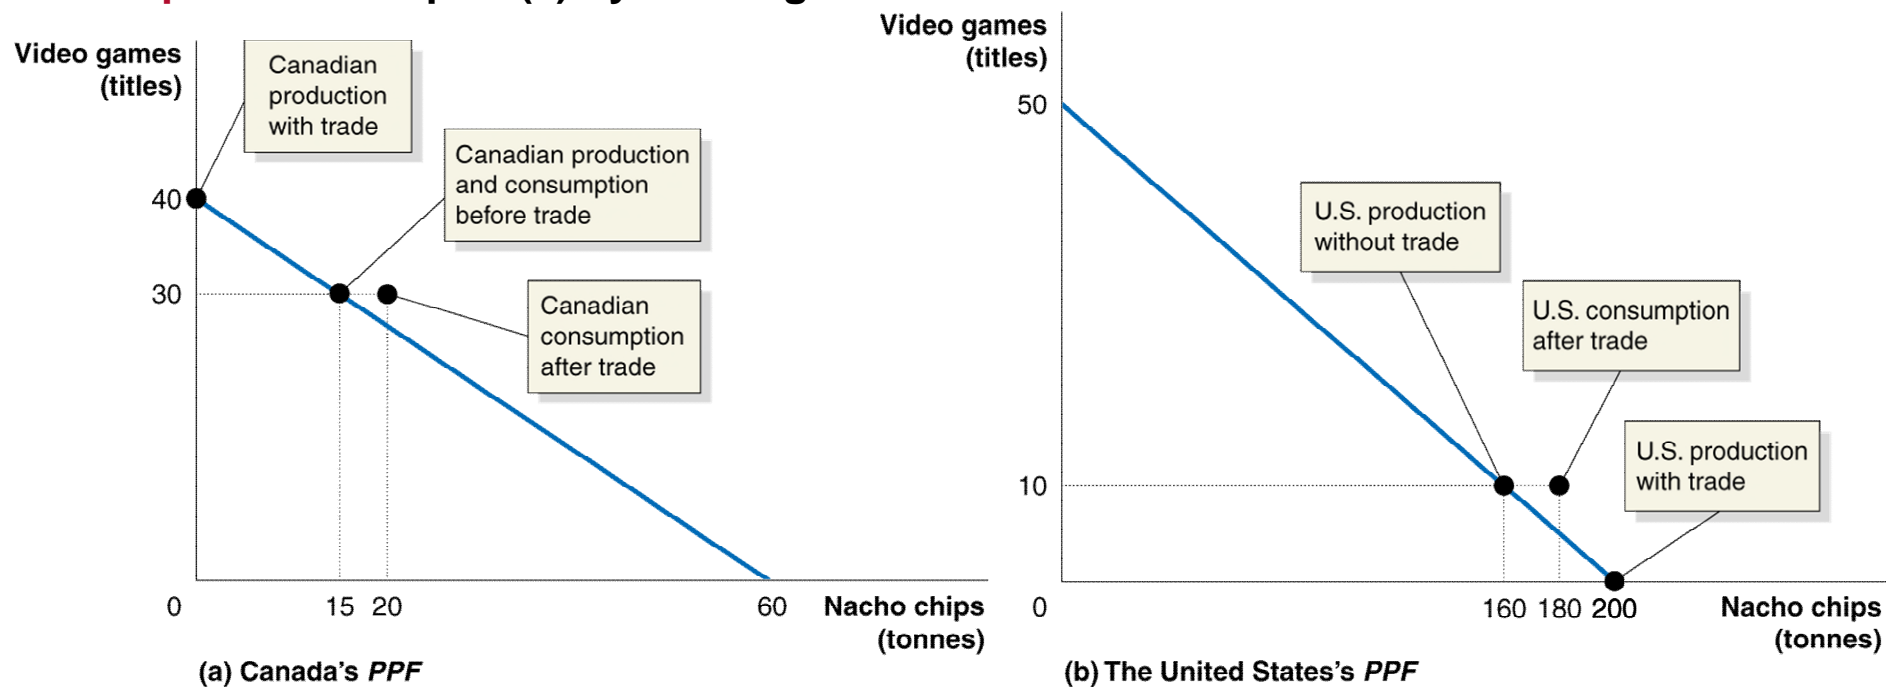 Video games
(titles)
Canadian
production
with trade
Canadian production
and consumption
before trade
Canadian
consumption
after trade
40
30
0
15
20
60
Nacho chips
(tonnes)
(a) Canada's PPF
Video games
(titles)
50
U.S. production
without trade
U.S. consumption
after trade
U.S. production
with trade
10
0
160
180
200
Nacho chips
(tonnes)
(b) The United States's PPF